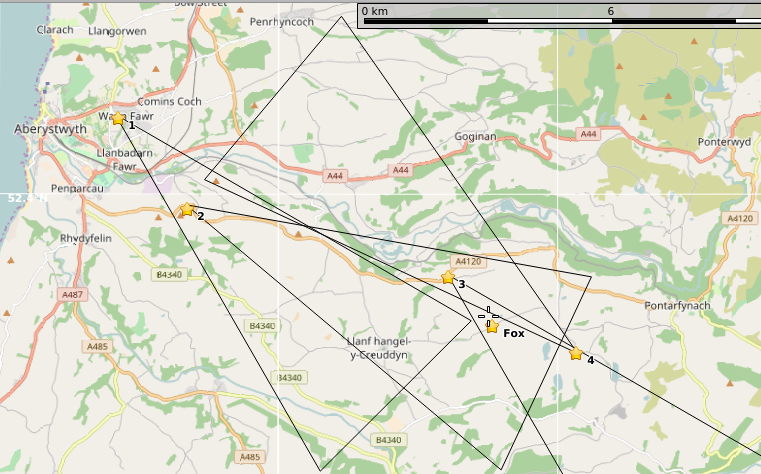 Bow Street
0 km
6
Clarach
Llangorwen
Penrhyncoch
Comins Coch
Waun Fawr
1
Aberystwyth
Goginan
A44
Ponterwyd
Llanbadarn
Fawr
A44
A44
Penparcau
52.4°N
2
A4120
Rhydyfelin
A4120
B4340
3
A487
Pontarfynach
B4340
Fox
A485
Llanf hangel-
y-Creuddyn
4
B4340
B4340
A485